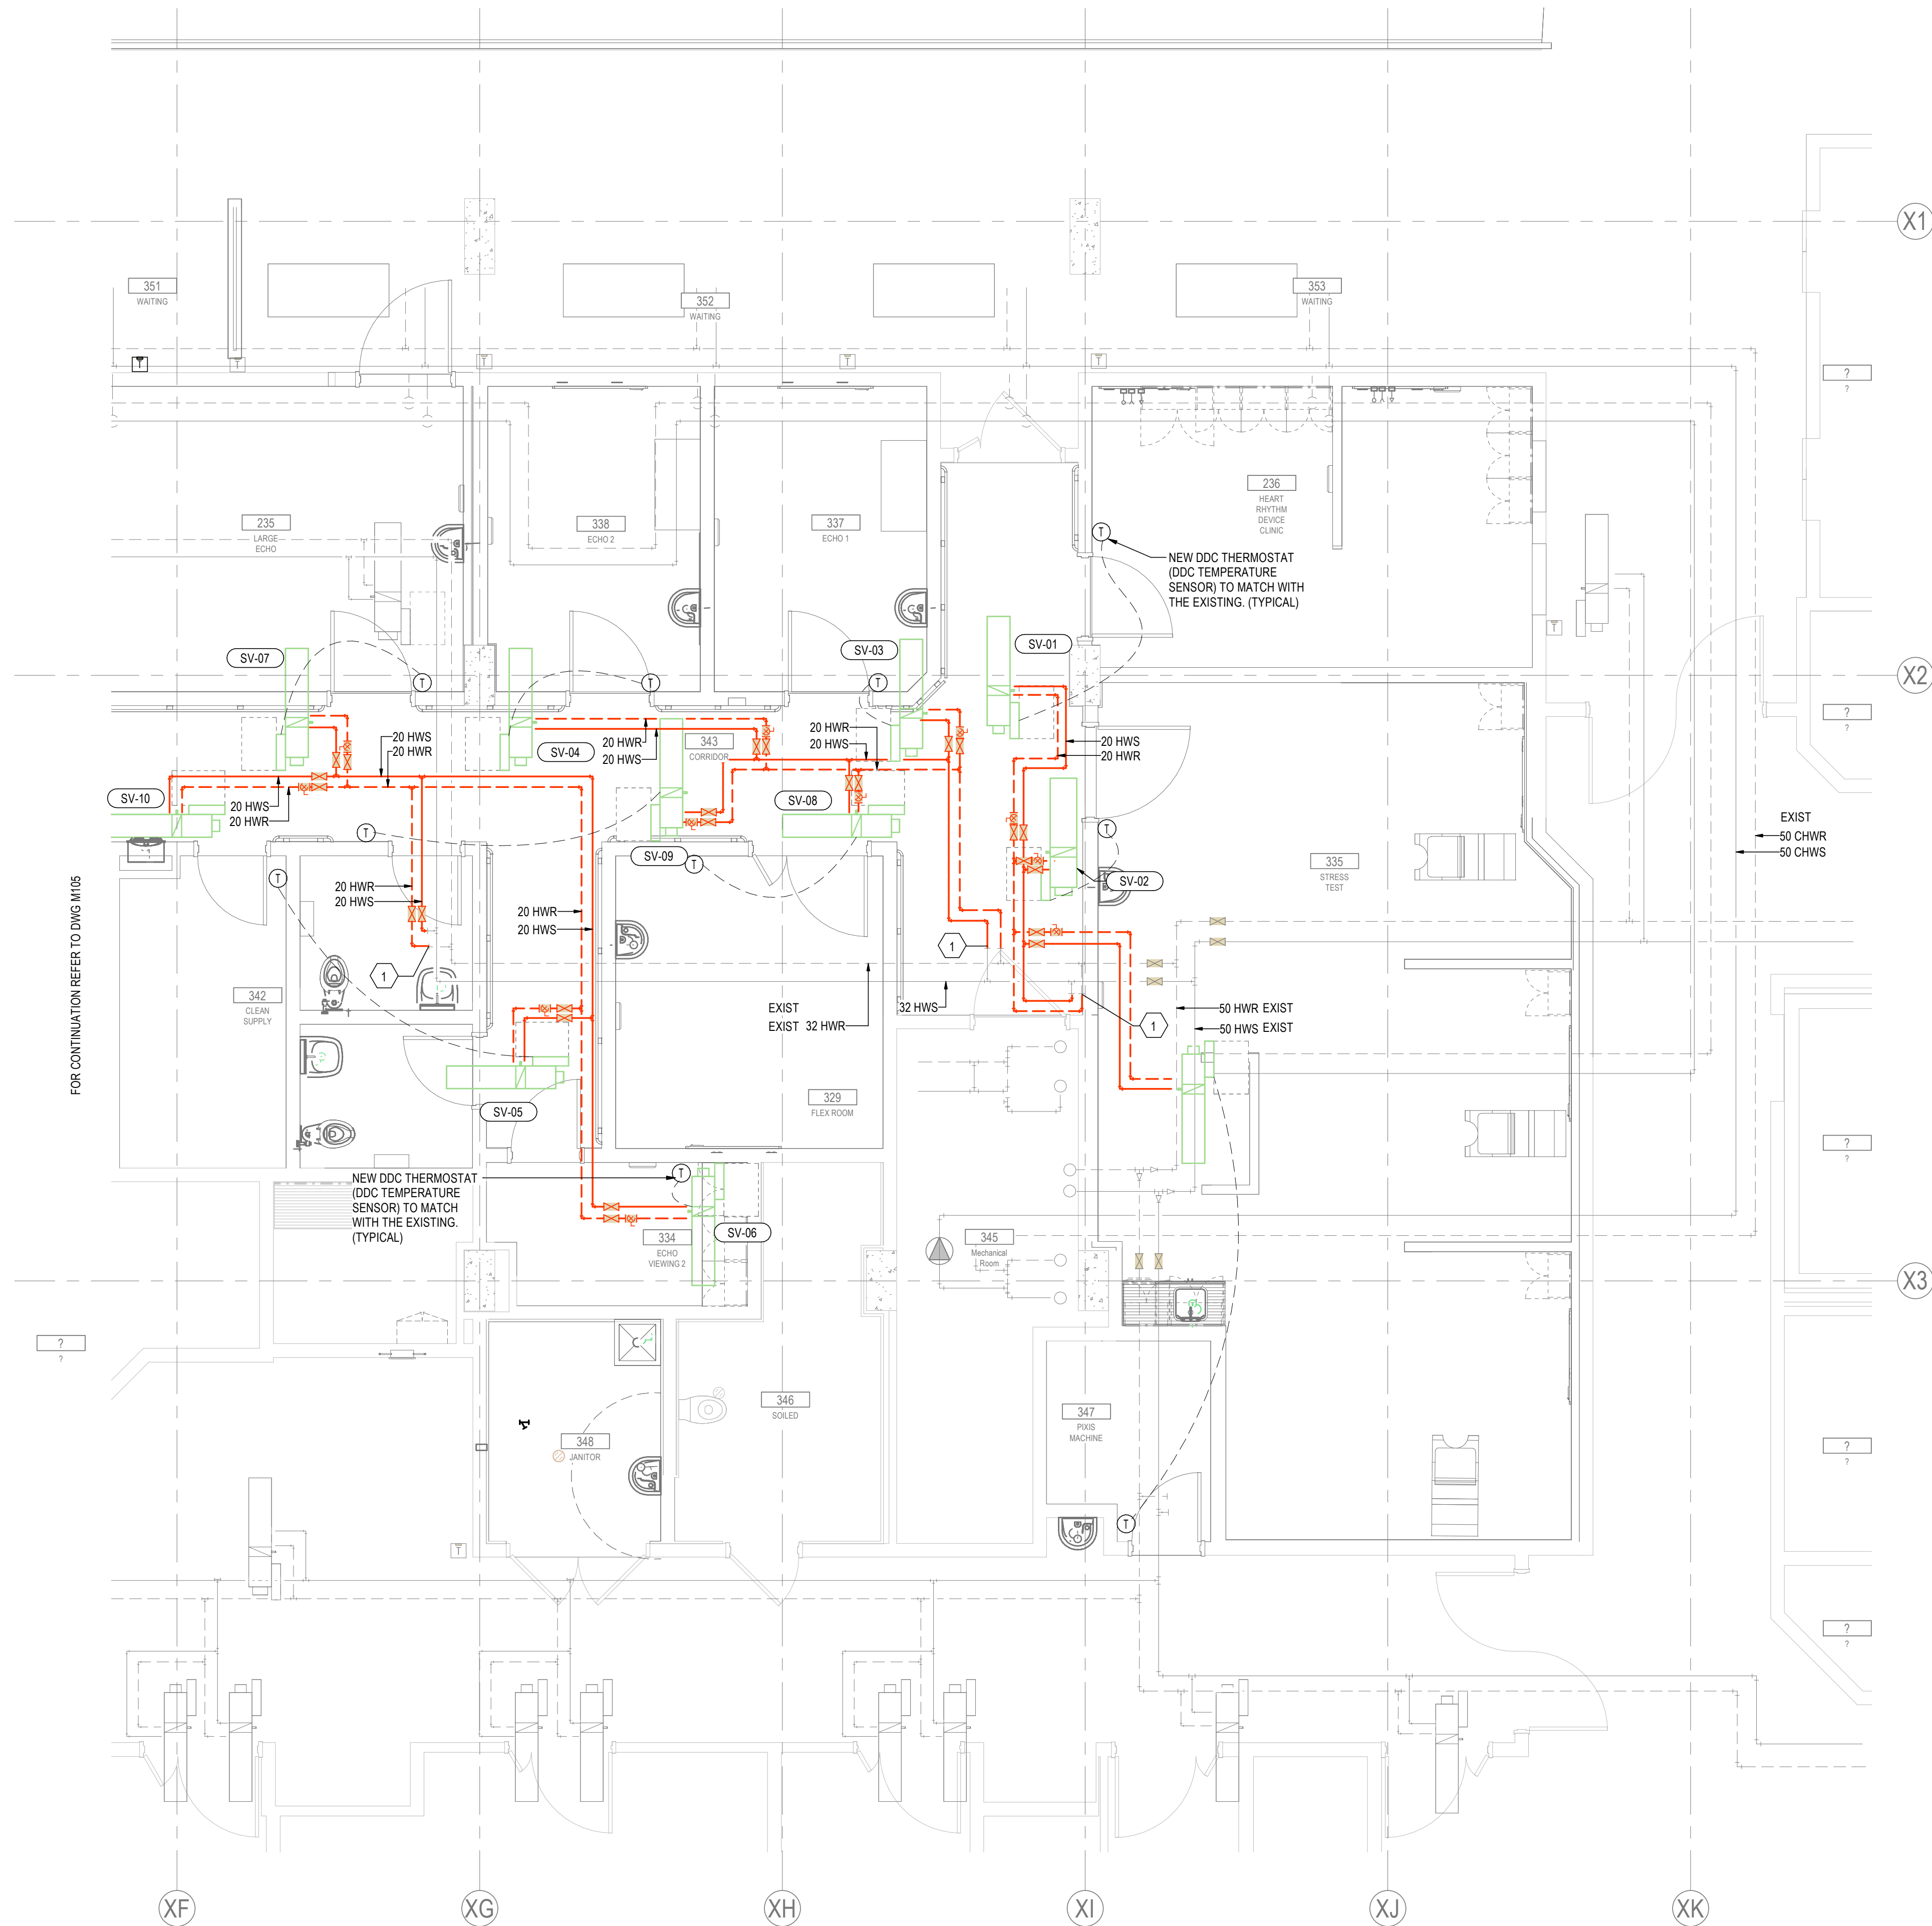 X1
351
WAITING
352
WAITING
353
WAITING
T
T
T
T
T
?
?
235
LARGE
ECHO
338
ECHO 2
337
ECHO 1
236
HEART
RHYTHM
DEVICE
CLINIC
T
NEW DDC THERMOSTAT
(DDC TEMPERATURE
SENSOR) TO MATCH WITH
THE EXISTING. (TYPICAL)
T
SV-07
SV-03
SV-01
X2
T
T
T
?
?
20 HWS
20 HWR
SV-04
20 HWR
20 HWS
343
CORRIDOR
20 HWR
20 HWS
20 HWS
20 HWR
SV-10
20 HWS
20 HWR
SV-08
EXIST
50 CHWR
50 CHWS
T
T
SV-09
T
T
SV-02
335
STRESS
TEST
FOR CONTINUATION REFER TO DWG M105
20 HWR
20 HWS
20 HWR
20 HWS
1
1
342
CLEAN
SUPPLY
EXIST
EXIST 32 HWR
32 HWS
1
50 HWR EXIST
50 HWS EXIST
SV-05
329
FLEX ROOM
?
?
NEW DDC THERMOSTAT
(DDC TEMPERATURE
SENSOR) TO MATCH
WITH THE EXISTING.
(TYPICAL)
T
SV-06
334
ECHO
VIEWING 2
345
Mechanical
Room
X3
?
?
346
SOILED
347
PIXIS
MACHINE
348
JANITOR
?
?
T
T
?
?
XF
XG
XH
XI
XJ
XK